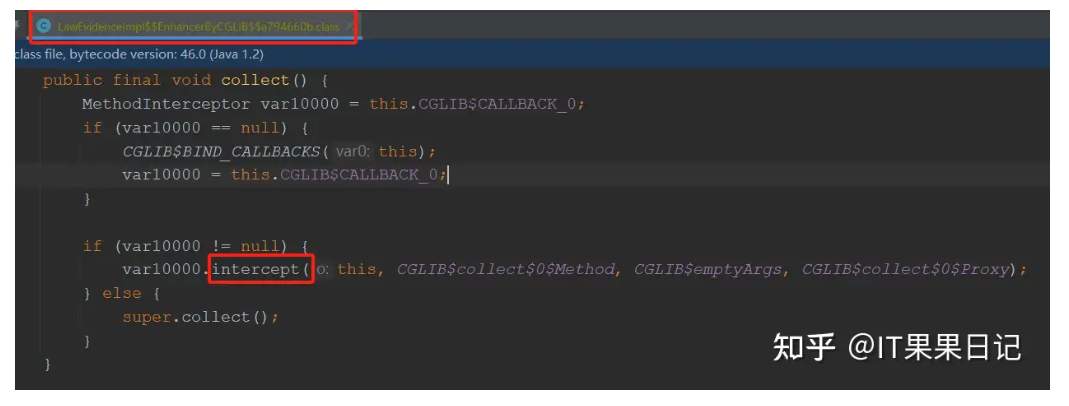 LawEvidenceImpl$$EnhancerByCGLIB$$a794660b.class
class file, bytecode version: 46.0 (Java 1.2)
public final void collect() {
MethodInterceptor var10000 = this.CGLIB$CALLBACK_0;
if (var10000 == null) {
CGLIB$BIND_CALLBACKS( var0: this);
var10000 = this.CGLIB$CALLBACK_0;
}
if (var10000 != null) {
var10000.intercept( o: this, CGLIB$collect$0$Method, CGLIB$emptyArgs, CGLIB$collect$0$Proxy);
} else {
super.collect();
}
}
知乎 @IT果果日记